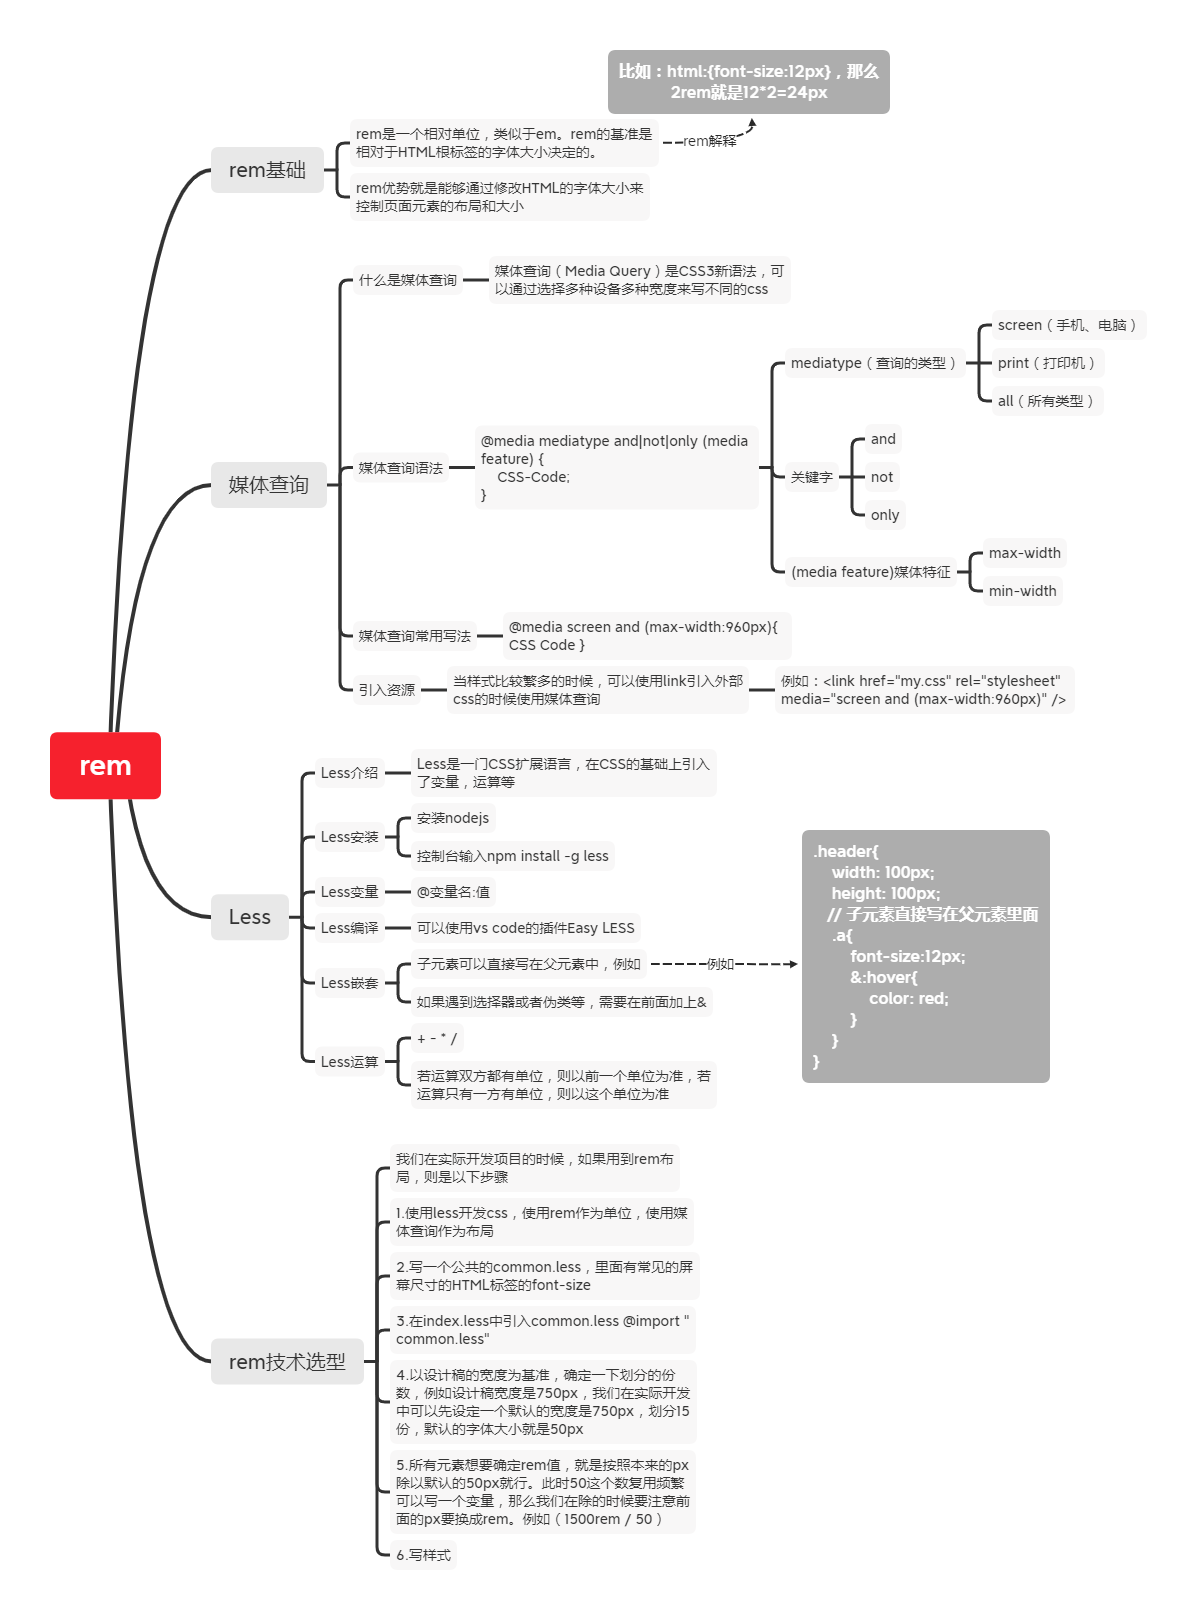 比如：html:{font-size:12px}，那么
2rem就是12*2=24px
rem是一个相对单位，类似于em。rem的基准是
相对于HTML根标签的字体大小决定的。
rem解释
rem基础
rem优势就是能够通过修改HTML的字体大小来
控制页面元素的布局和大小
什么是媒体查询
媒体查询（Media Query）是CSS3新语法，可
以通过选择多种设备多种宽度来写不同的css
screen（手机、电脑）
mediatype（查询的类型）
print（打印机）
all（所有类型）
媒体查询
媒体查询语法
@media mediatype and|not|only (media
feature) {
CSS-Code;
}
关键字
and
not
only
(media feature)媒体特征
max-width
min-width
媒体查询常用写法
@media screen and (max-width:960px){
CSS Code }
引入资源
当样式比较繁多的时候，可以使用link引入外部
css的时候使用媒体查询
例如：<link href="my.css" rel="stylesheet"
media="screen and (max-width:960px)" />
rem
Less介绍
Less是一门CSS扩展语言，在CSS的基础上引入
了变量，运算等
Less安装
安装nodejs
控制台输入npm install -g less
Less变量
@变量名:值
Less
Less编译
可以使用vs code的插件Easy LESS
Less嵌套
子元素可以直接写在父元素中，例如
例如
如果遇到选择器或者伪类等，需要在前面加上&
.header{
width: 100px;
height: 100px;
// 子元素直接写在父元素里面
.a{
font-size:12px;
&:hover{
color: red;
}
}
}
Less运算
+ - * /
若运算双方都有单位，则以前一个单位为准，若
运算只有一方有单位，则以这个单位为准
rem技术选型
我们在实际开发项目的时候，如果用到rem布
局，则是以下步骤
1.使用less开发css，使用rem作为单位，使用媒
体查询作为布局
2.写一个公共的common.less，里面有常见的屏
幕尺寸的HTML标签的font-size
3.在index.less中引入common.less @import "
common.less"
4.以设计稿的宽度为基准，确定一下划分的份
数，例如设计稿宽度是750px，我们在实际开发
中可以先设定一个默认的宽度是750px，划分15
份，默认的字体大小就是50px
5.所有元素想要确定rem值，就是按照本来的px
除以默认的50px就行。此时50这个数复用频繁
可以写一个变量，那么我们在除的时候要注意前
面的px要换成rem。例如（1500rem / 50）
6.写样式